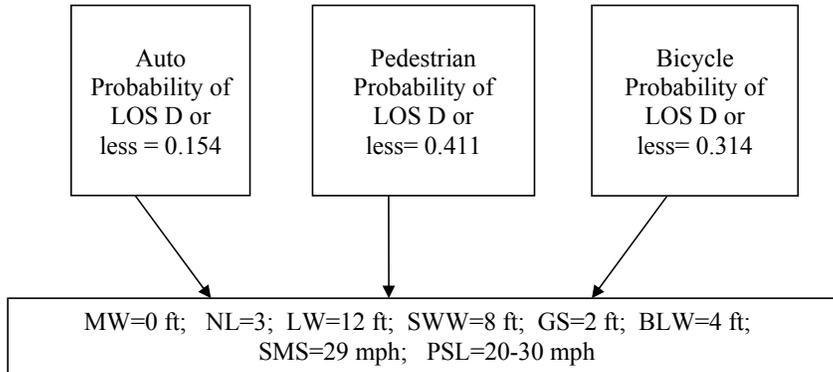 Auto
Probability of
LOS D or
less = 0.154
Pedestrian
Probability of
LOS D or
less= 0.411
Bicycle
Probability of
LOS D or
less= 0.314
MW=0 ft; NL=3; LW=12 ft; SWW=8 ft; GS=2 ft; BLW=4 ft;
SMS=29 mph; PSL=20-30 mph